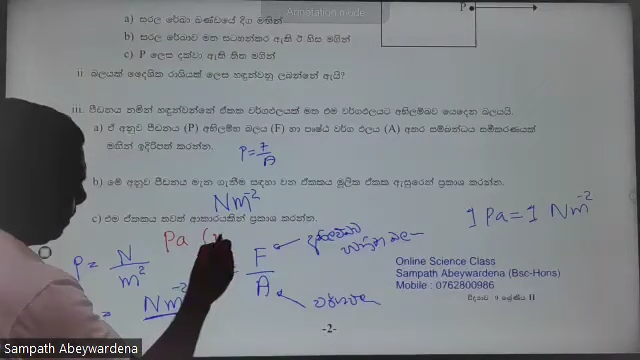 Annotation mode
P
a) සරල රේඛා ඛණ්ඩයේ දිග මගින්
b) සරල රේඛාව මත සටහන්කර ඇති ඊ හිස මගින්
c) P ලෙස දක්වා ඇති තිත මගින්
ii. බලයක් දෛශික රාශියක් ලෙස හඳුන්වනු ලබන්නේ ඇයි?
iii. පීඩනය නමින් හඳුන්වන්නේ ඒකක වර්ගඵලයක් මත එම වර්ගඵලයට අභිලම්බව යෙදෙන බලයයි.
a) ඒ අනුව පීඩනය (P) අභිලම්භ බලය (F) හා පෘෂ්ඨ වර්ග ඵලය (A) අතර සම්බන්ධය සමීකරණයක්
මගින් ඉදිරිපත් කරන්න.
P = F/A
b) මේ අනුව පීඩනය මැන ගැනීම සඳහා වන ඒකකය මූලික ඒකක ඇසුරෙන් ප්‍රකාශ කරන්න.
Nm⁻²
c) එම ඒකකය තවත් ආකාරයකින් ප්‍රකාශ කරන්න.
1 Pa = 1 Nm⁻²
Pa
P = N/m²
F/A
= Nm⁻²
වර්ගඵලය
Online Science Class
Sampath Abeywardena (Bsc-Hons)
Mobile : 0762800986
විද්‍යාව - 9 ශ්‍රේණිය II
-2-
Sampath Abeywardena